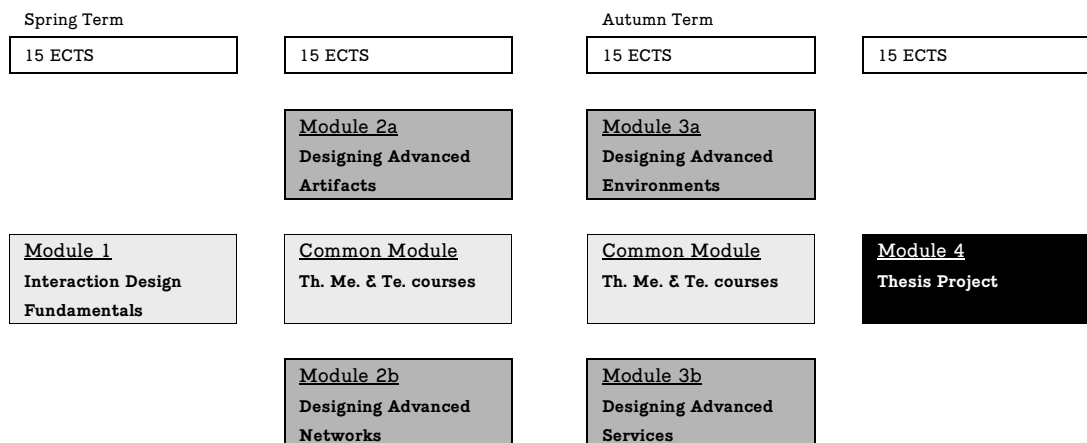 Spring Term
Autumn Term
15 ECTS
15 ECTS
15 ECTS
15 ECTS
Module 2a
Designing Advanced
Artifacts
Module 3a
Designing Advanced
Environments
Module 1
Interaction Design
Fundamentals
Common Module
Th. Me. & Te. courses
Common Module
Th. Me. & Te. courses
Module 4
Thesis Project
Module 2b
Designing Advanced
Networks
Module 3b
Designing Advanced
Services